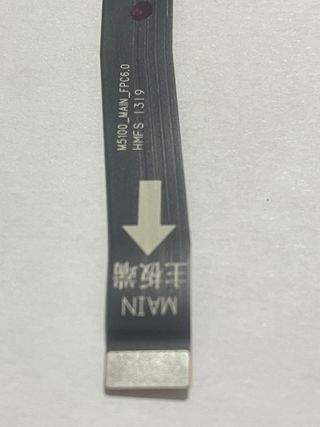 M5100_MAIN_FPC6.0
HMFS-1319
主板端
MAIN